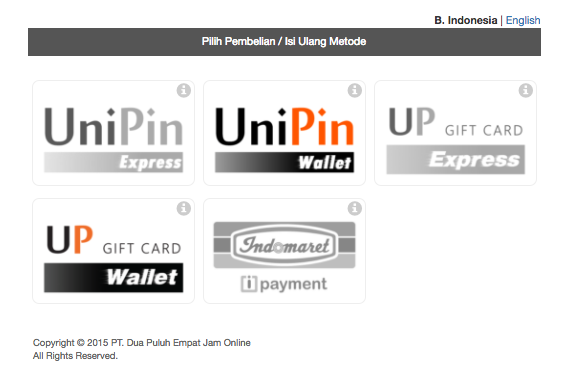 B. Indonesia | English
Pilih Pembelian / Isi Ulang Metode
UniPin
Express
UniPin
Wallet
UP GIFT CARD
Express
UP GIFT CARD
Wallet
Indomaret
i payment
Copyright © 2015 PT. Dua Puluh Empat Jam Online
All Rights Reserved.